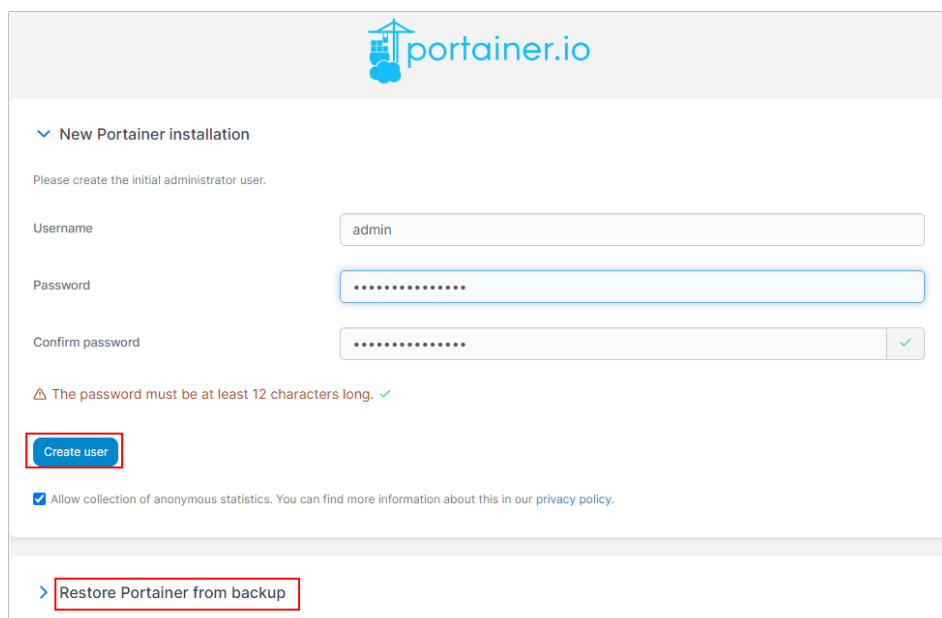 portainer.io
New Portainer installation
Please create the initial administrator user.
Username
admin
Password
•••••••••••••••
Confirm password
•••••••••••••••
The password must be at least 12 characters long.
Create user
Allow collection of anonymous statistics. You can find more information about this in our privacy policy.
Restore Portainer from backup